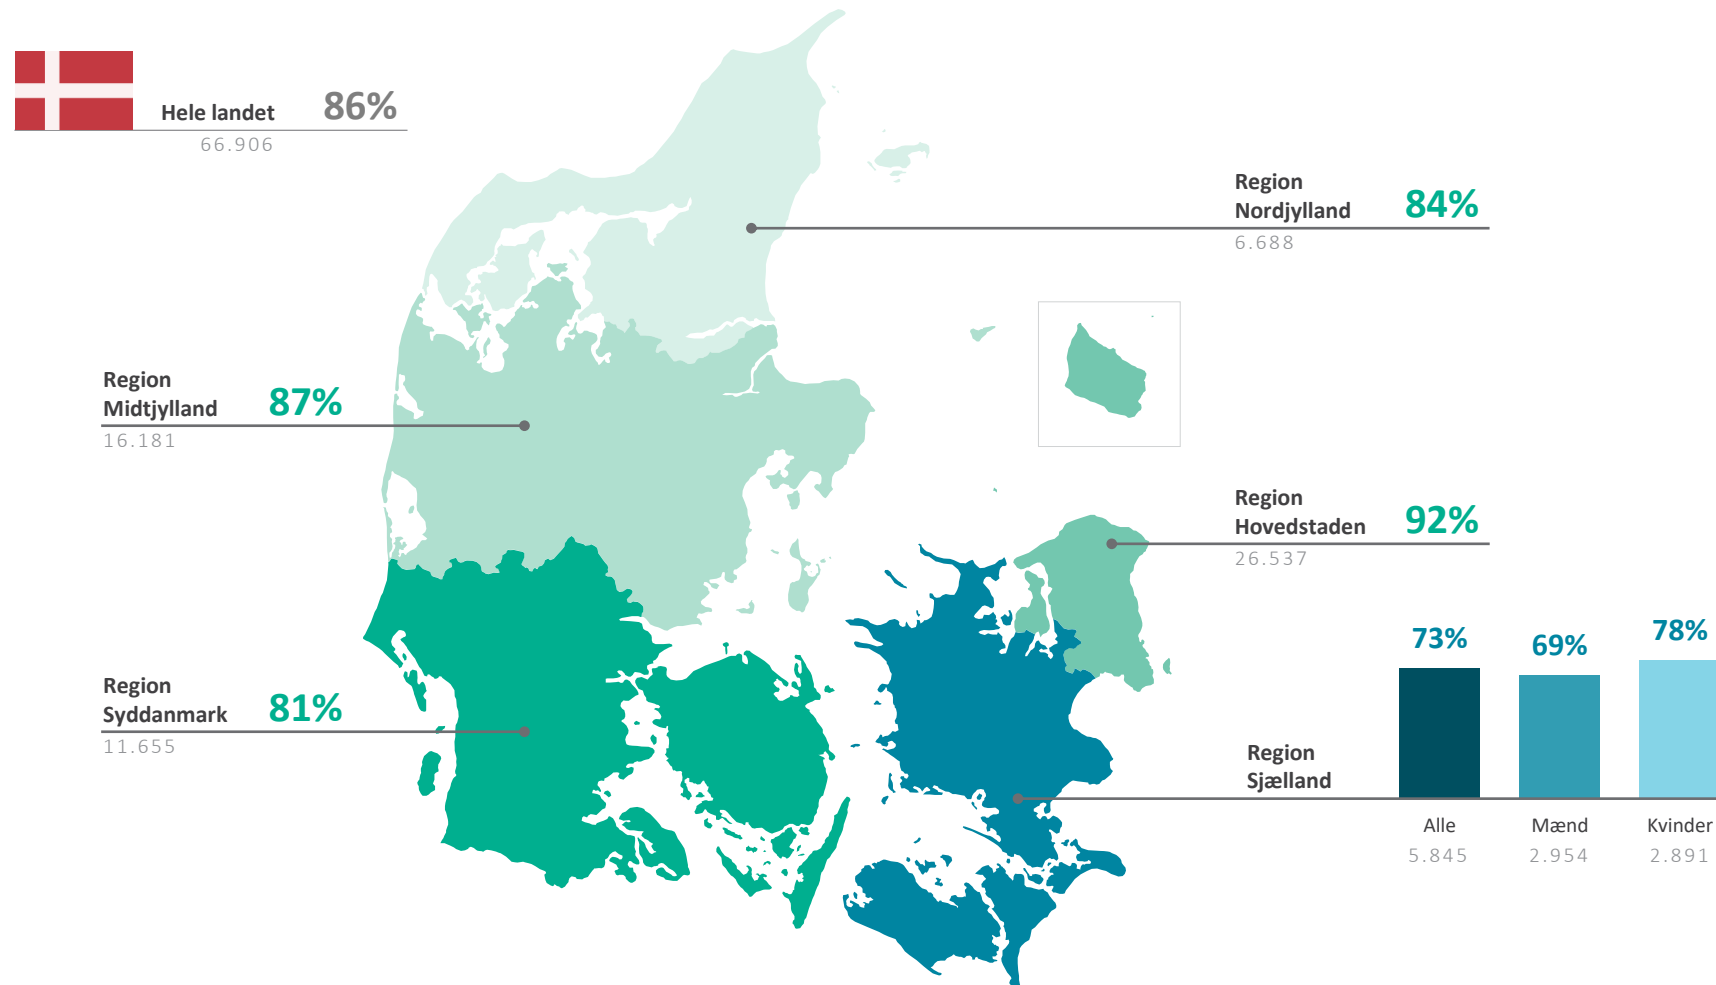 Hele landet 86%
66.906
Region
Nordjylland 84%
6.688
Region
Midtjylland 87%
16.181
Region
Hovedstaden 92%
26.537
Region
Syddanmark 81%
11.655
73% 69% 78%
Region
Sjælland
Alle Mænd Kvinder
5.845 2.954 2.891